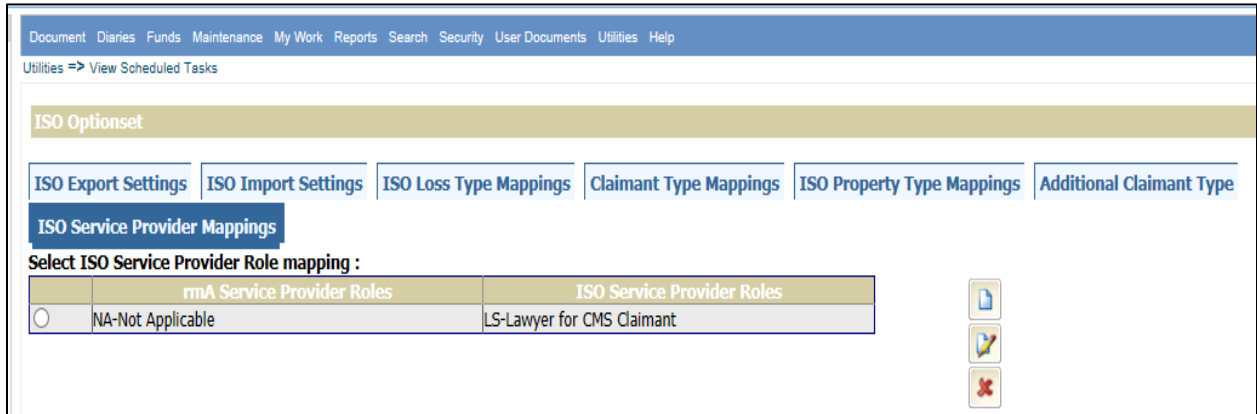 Document Diaries Funds Maintenance My Work Reports Search Security User Documents Utilities Help
Utilities => View Scheduled Tasks
ISO Optionset
ISO Export Settings ISO Import Settings ISO Loss Type Mappings Claimant Type Mappings ISO Property Type Mappings Additional Claimant Type
ISO Service Provider Mappings
Select ISO Service Provider Role mapping :
rmA Service Provider Roles ISO Service Provider Roles
NA-Not Applicable LS-Lawyer for CMS Claimant